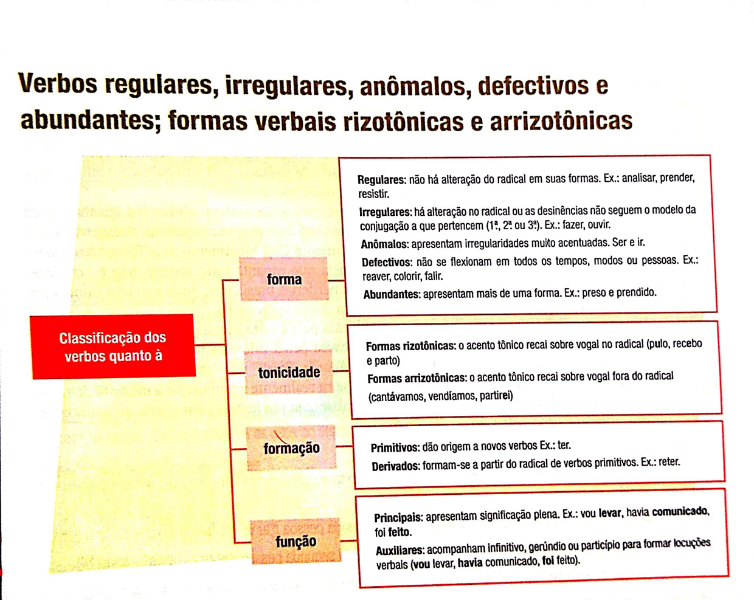 Verbos regulares, irregulares, anômalos, defectivos e
abundantes; formas verbais rizotônicas e arrizotônicas
Classificação dos
verbos quanto à
forma
Regulares: não há alteração do radical em suas formas. Ex.: analisar, prender,
resistir.
Irregulares: há alteração no radical ou as desinências não seguem o modelo da
conjugação a que pertencem (1ª, 2ª ou 3ª). Ex.: fazer, ouvir.
Anômalos: apresentam irregularidades muito acentuadas. Ser e ir.
Defectivos: não se flexionam em todos os tempos, modos ou pessoas. Ex.:
reaver, colorir, falir.
Abundantes: apresentam mais de uma forma. Ex.: preso e prendido.
tonicidade
Formas rizotônicas: o acento tônico recai sobre vogal no radical (pulo, recebo
e parto)
Formas arrizotônicas: o acento tônico recai sobre vogal fora do radical
(cantávamos, vendíamos, partirei)
formação
Primitivos: dão origem a novos verbos Ex.: ter.
Derivados: formam-se a partir do radical de verbos primitivos. Ex.: reter.
função
Principais: apresentam significação plena. Ex.: vou levar, havia comunicado,
foi feito.
Auxiliares: acompanham infinitivo, gerúndio ou particípio para formar locuções
verbais (vou levar, havia comunicado, foi feito).